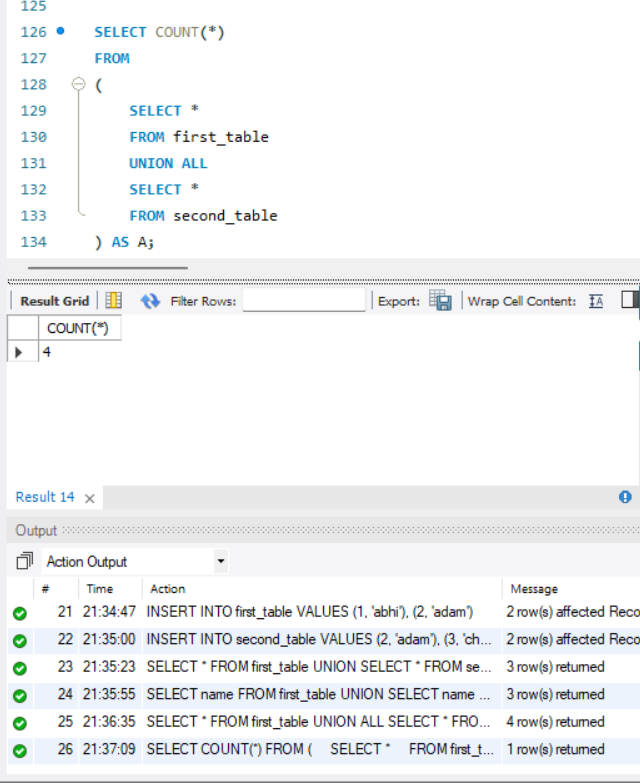 125
126 SELECT COUNT(*)
127 FROM
128 (
129 SELECT *
130 FROM first_table
131 UNION ALL
132 SELECT *
133 FROM second_table
134 ) AS A;
Result Grid Filter Rows: Export: Wrap Cell Content: IA
COUNT(*)
4
Result 14 ×
Output
Action Output
# Time Action Message
21 21:34:47 INSERT INTO first_table VALUES (1, 'abhi'), (2, 'adam') 2 row(s) affected Reco
22 21:35:00 INSERT INTO second_table VALUES (2, 'adam'), (3, 'ch... 2 row(s) affected Reco
23 21:35:23 SELECT * FROM first_table UNION SELECT * FROM se... 3 row(s) returned
24 21:35:55 SELECT name FROM first_table UNION SELECT name ... 3 row(s) returned
25 21:36:35 SELECT * FROM first_table UNION ALL SELECT * FRO... 4 row(s) returned
26 21:37:09 SELECT COUNT(*) FROM ( SELECT * FROM first_t... 1 row(s) returned